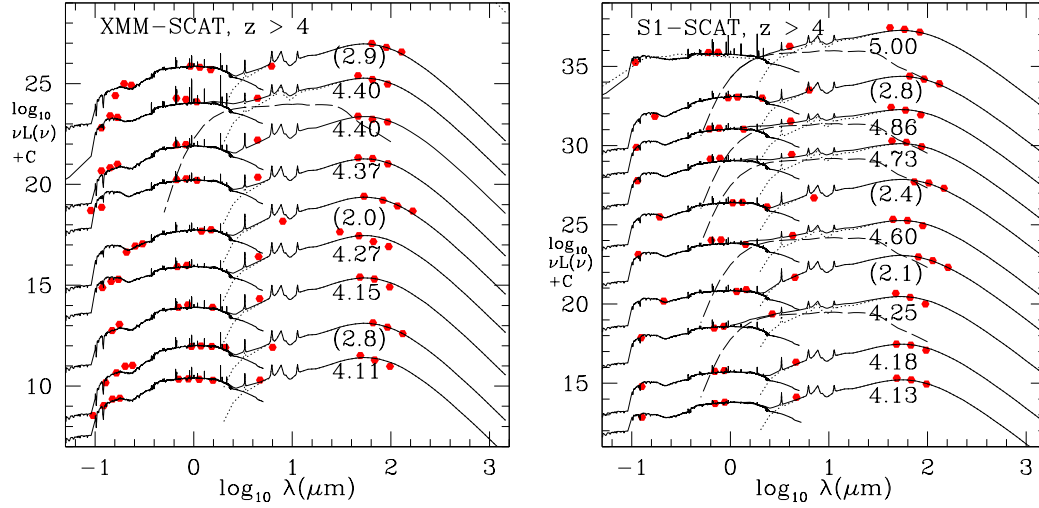 XMM−SCAT, z > 4
25
20
15
10
log₁₀
νL(ν)
+C
(2.9)
4.40
4.40
4.37
(2.0)
4.27
4.15
(2.8)
4.11
−1 0 1 2 3
log₁₀ λ(μm)
S1−SCAT, z > 4
35
30
25
20
15
log₁₀
νL(ν)
+C
5.00
(2.8)
4.86
4.73
(2.4)
4.60
(2.1)
4.25
4.18
4.13
−1 0 1 2 3
log₁₀ λ(μm)